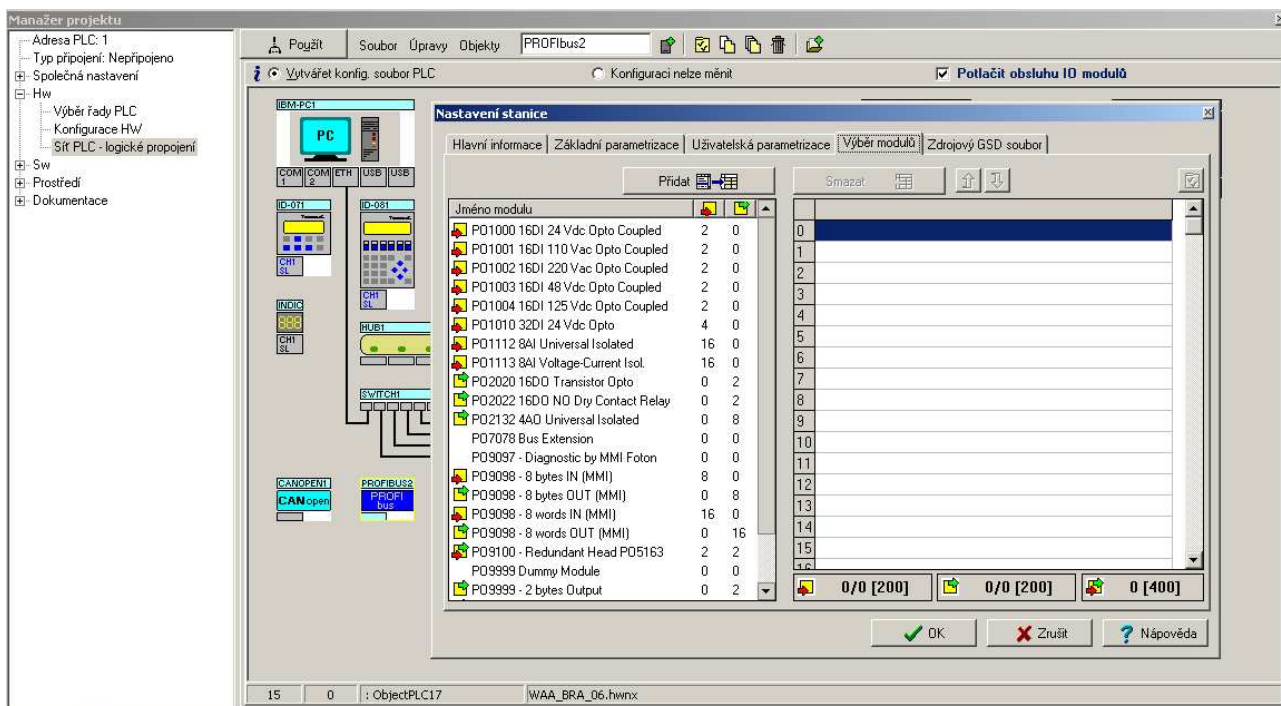 Manažer projektu
Adresa PLC: 1
Typ připojení: Nepřipojeno
Společná nastavení
Hw
Výběr řady PLC
Konfigurace HW
Síť PLC - logické propojení
Sw
Prostředí
Dokumentace
Použít Soubor Úpravy Objekty PROFIbus2
Vytvářet konfig. soubor PLC Konfiguraci nelze měnit Potlačit obsluhu IO modulů
IBM-PC1
PC
COM 1 COM 2 ETH USB USB
ID-071 ID-081
CH1 SL
CH1 SL
INDIC
888
CH1 SL
HUB1
SWITCH1
CANOPEN1 PROFIBUS2
CANopen PROFI bus
Nastavení stanice
Hlavní informace Základní parametrizace Uživatelská parametrizace Výběr modulů Zdrojový GSD soubor
Přidat Smazat
Jméno modulu
PO1000 16DI 24 Vdc Opto Coupled 2 0
PO1001 16DI 110 Vac Opto Coupled 2 0
PO1002 16DI 220 Vac Opto Coupled 2 0
PO1003 16DI 48 Vdc Opto Coupled 2 0
PO1004 16DI 125 Vdc Opto Coupled 2 0
PO1010 32DI 24 Vdc Opto 4 0
PO1112 8AI Universal Isolated 16 0
PO1113 8AI Voltage-Current Isol. 16 0
PO2020 16DO Transistor Opto 0 2
PO2022 16DO NO Dry Contact Relay 0 2
PO2132 4AO Universal Isolated 0 8
PO7078 Bus Extension 0 0
PO9097 - Diagnostic by MMI Foton 0 0
PO9098 - 8 bytes IN (MMI) 8 0
PO9098 - 8 bytes OUT (MMI) 0 8
PO9098 - 8 words IN (MMI) 16 0
PO9098 - 8 words OUT (MMI) 0 16
PO9100 - Redundant Head PO5163 2 2
PO9999 Dummy Module 0 0
PO9999 - 2 bytes Output 0 2
0
1
2
3
4
5
6
7
8
9
10
11
12
13
14
15
16
0/0 [200] 0/0 [200] 0 [400]
OK Zrušit Nápověda
15 0 : ObjectPLC17 WAA_BRA_06.hwnx